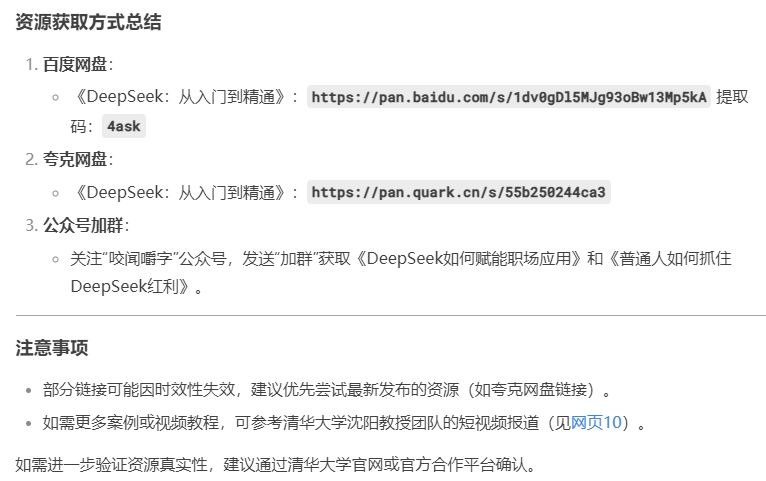 资源获取方式总结
1. 百度网盘：
《DeepSeek：从入门到精通》：https://pan.baidu.com/s/1dv0gDl5MJg93oBw13Mp5kA 提取
码：4ask
2. 夸克网盘：
《DeepSeek：从入门到精通》：https://pan.quark.cn/s/55b250244ca3
3. 公众号加群：
关注“咬闻嚼字”公众号，发送“加群”获取《DeepSeek如何赋能职场应用》和《普通人如何抓住
DeepSeek红利》。
注意事项
部分链接可能因时效性失效，建议优先尝试最新发布的资源（如夸克网盘链接）。
如需更多案例或视频教程，可参考清华大学沈阳教授团队的短视频报道（见网页10）。
如需进一步验证资源真实性，建议通过清华大学官网或官方合作平台确认。